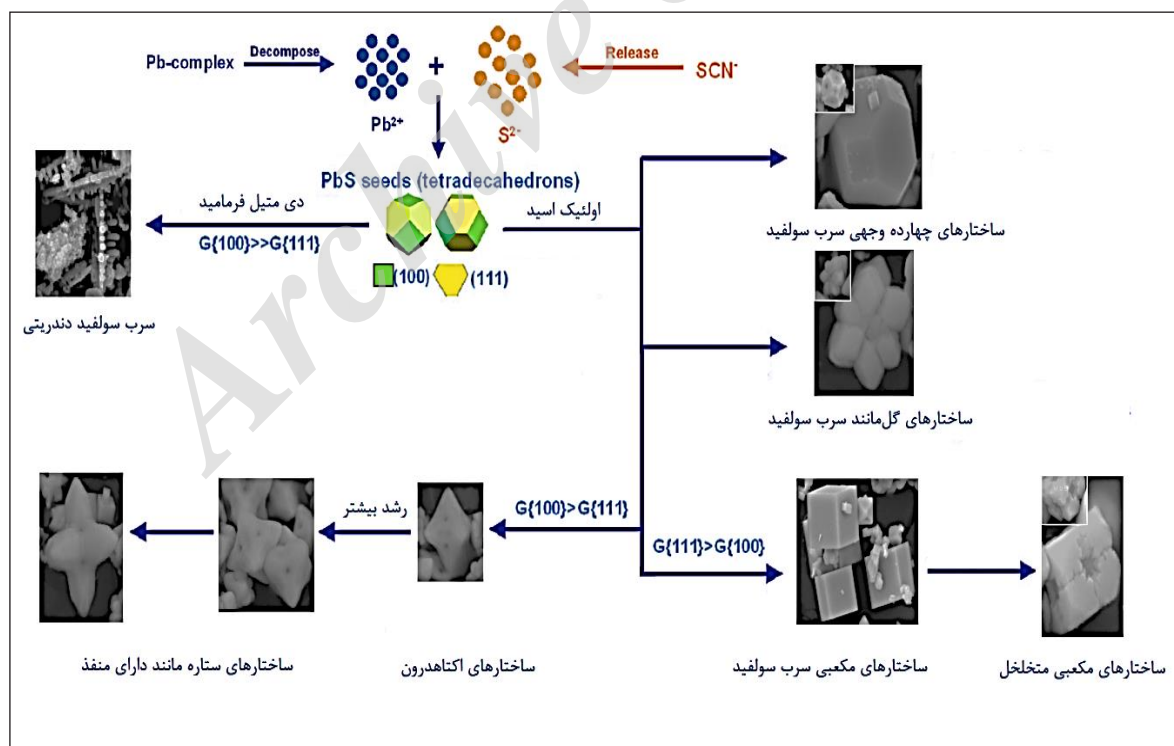 Archive
Pb-complex
Decompose
Pb²⁺
+
S²⁻
Release
SCN⁻
PbS seeds (tetradecahedrons)
(100)
(111)
دی متیل فرمامید
G{100}>>G{111}
سرب سولفید دندریتی
اولئیک اسید
ساختارهای چهارده وجهی سرب سولفید
ساختارهای گل‌مانند سرب سولفید
G{100}>G{111}
رشد بیشتر
G{111}>G{100}
ساختارهای ستاره مانند دارای منفذ
ساختارهای اکتاهدرون
ساختارهای مکعبی سرب سولفید
ساختارهای مکعبی متخلخل